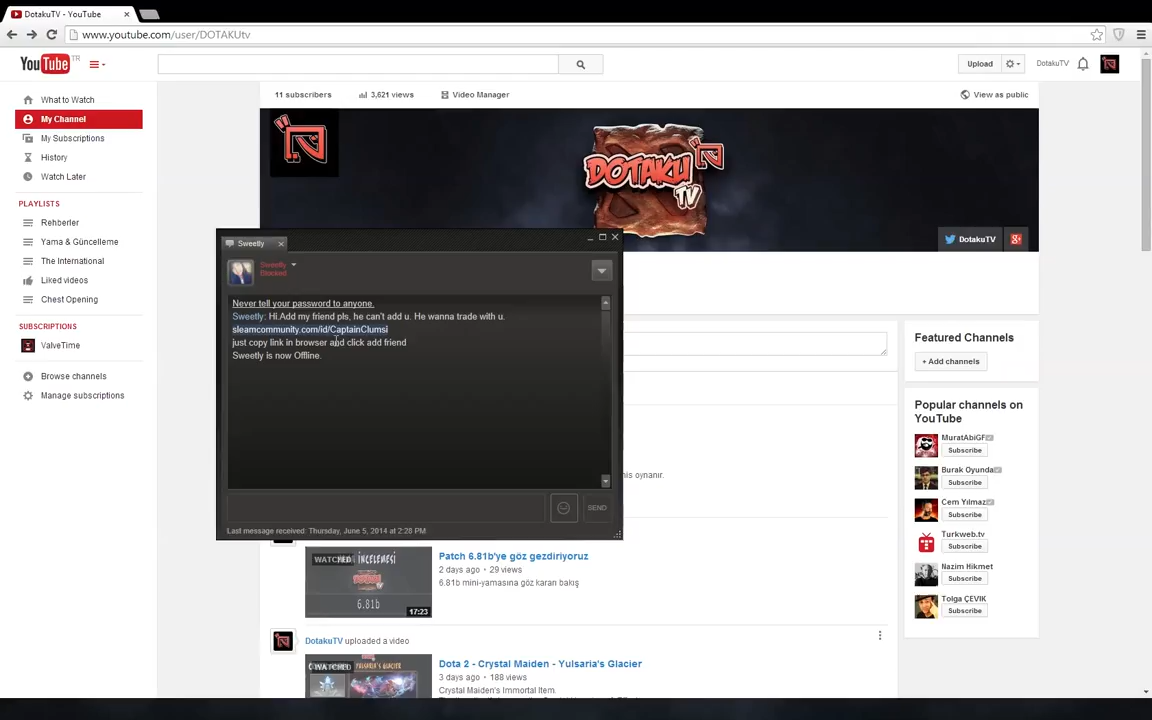 DotakuTV - YouTube
www.youtube.com/user/DOTAKUtv
YouTube TR
Upload
DotakuTV
What to Watch
My Channel
My Subscriptions
History
Watch Later
PLAYLISTS
Rehberler
Yama & Güncelleme
The International
Liked videos
Chest Opening
SUBSCRIPTIONS
ValveTime
Browse channels
Manage subscriptions
11 subscribers
3,621 views
Video Manager
View as public
DOTAKU
TV
DotakuTV
Sweetly
Sweetly
Blocked
Never tell your password to anyone.
Sweetly: Hi.Add my friend pls, he can't add u. He wanna trade with u.
sleamcommunity.com/id/CaptainClumsi
just copy link in browser and click add friend
Sweetly is now Offline.
SEND
Last message received: Thursday, June 5, 2014 at 2:28 PM
Featured Channels
+ Add channels
Popular channels on
YouTube
MuratAbiGF
Subscribe
Burak Oyunda
Subscribe
Cem Yılmaz
Subscribe
Turkweb.tv
Subscribe
Nazim Hikmet
Subscribe
Tolga ÇEVIK
Subscribe
oynanır.
WATCHED
DOTAKU
6.81b
17:23
Patch 6.81b'ye göz gezdiriyoruz
2 days ago • 29 views
6.81b mini-yamasına göz kararı bakış
DotakuTV uploaded a video
WATCHED
Dota 2 - Crystal Maiden - Yulsaria's Glacier
3 days ago • 188 views
Crystal Maiden's Immortal Item.